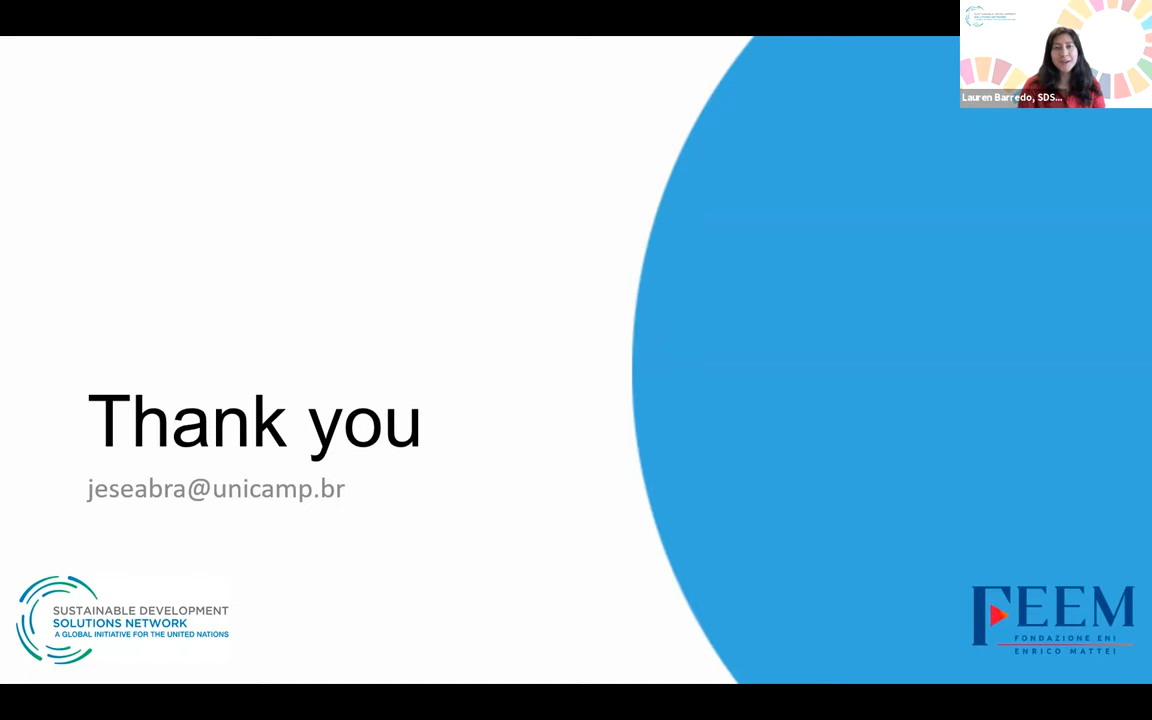 Lauren Barredo, SDS...
Thank you
jeseabra@unicamp.br
SUSTAINABLE DEVELOPMENT
SOLUTIONS NETWORK
A GLOBAL INITIATIVE FOR THE UNITED NATIONS
FEEM
FONDAZIONE ENI
ENRICO MATTEI